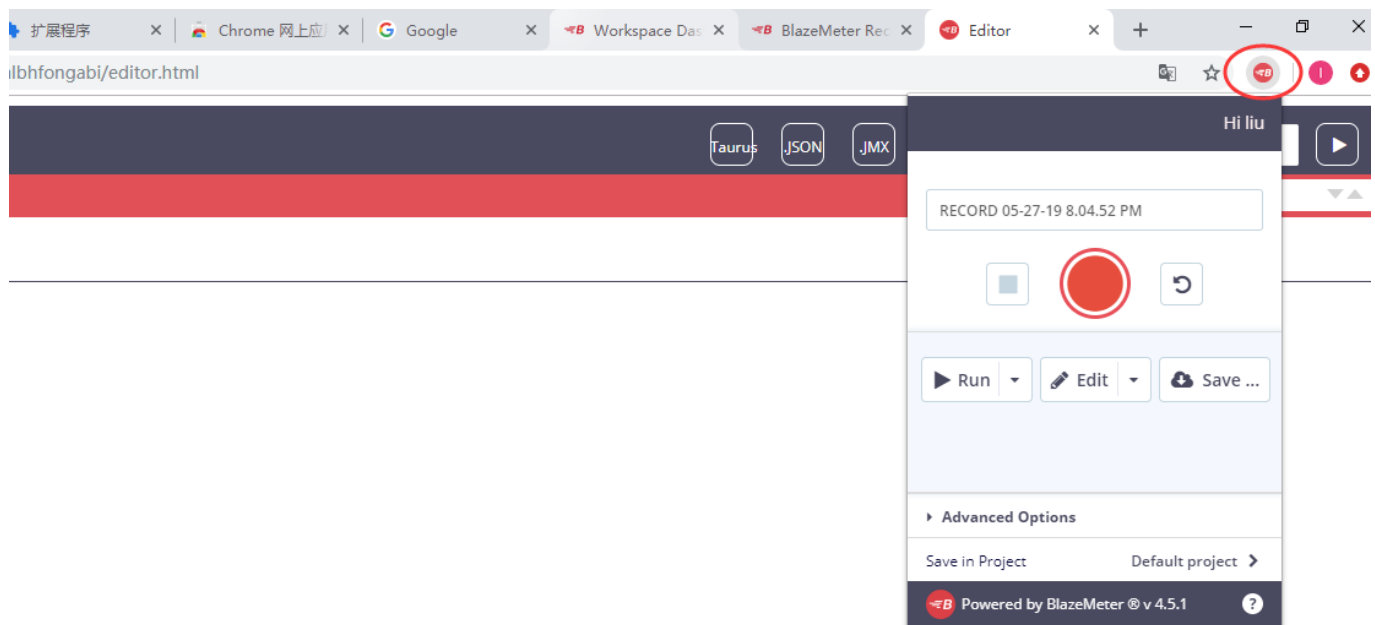 扩展程序
Chrome 网上应
Google
Workspace Das
BlazeMeter Rec
Editor
lbhfongabi/editor.html
Hi liu
Taurus
.JSON
.JMX
RECORD 05-27-19 8.04.52 PM
Run
Edit
Save ...
Advanced Options
Save in Project
Default project
Powered by BlazeMeter ® v 4.5.1
?